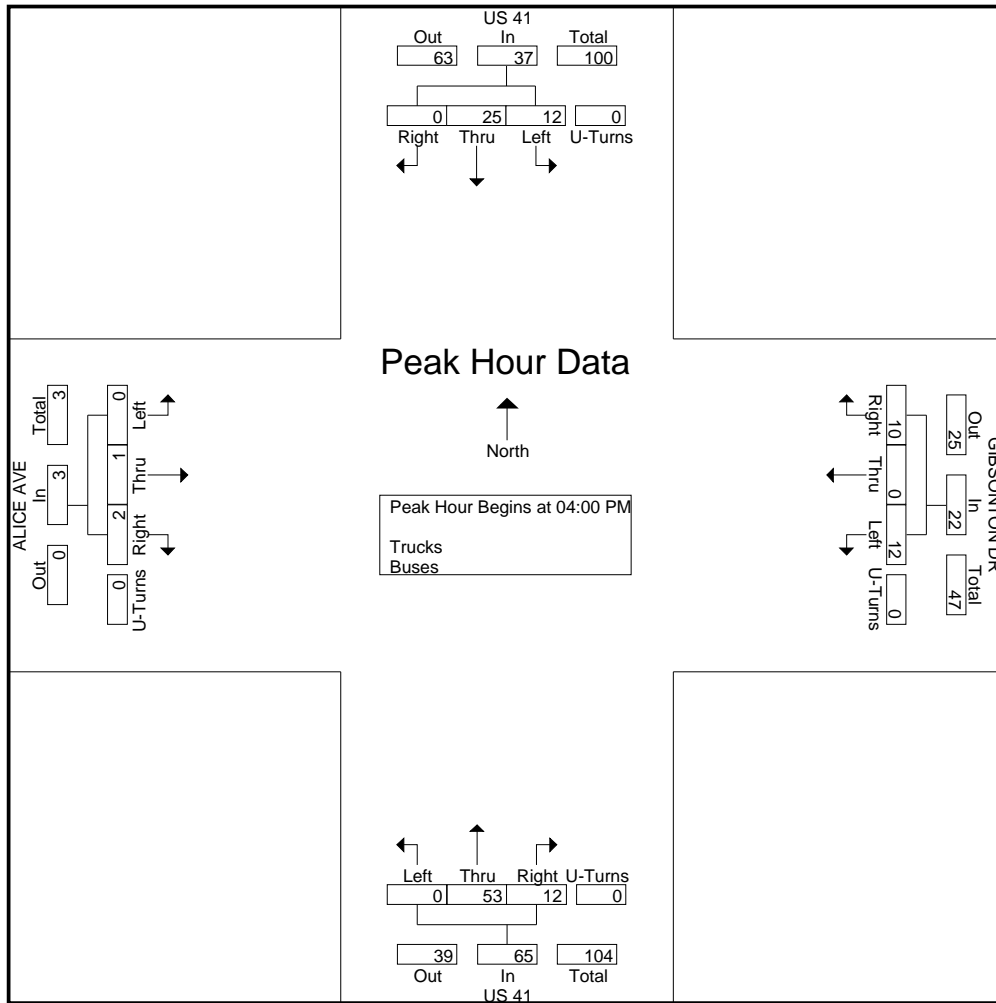 US 41
Out In Total
63 37 100
0 25 12 0
Right Thru Left U-Turns
Peak Hour Data
North
Peak Hour Begins at 04:00 PM
Trucks
Buses
ALICE AVE
Total In Out
3 3 0
0 1 2 0
Left Thru Right U-Turns
GIBSONTON DR
Out In Total
25 22 47
10 0 12 0
Right Thru Left U-Turns
Left Thru Right U-Turns
0 53 12 0
39 65 104
Out In Total
US 41